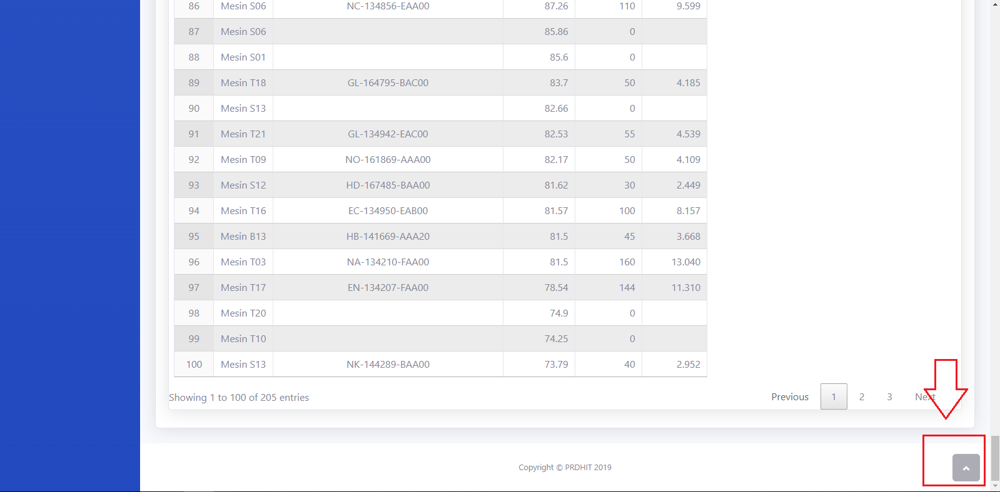 86 Mesin S06 NC-134856-EAA00 87.26 110 9.599
87 Mesin S06 85.86 0
88 Mesin S01 85.6 0
89 Mesin T18 GL-164795-BAC00 83.7 50 4.185
90 Mesin S13 82.66 0
91 Mesin T21 GL-134942-EAC00 82.53 55 4.539
92 Mesin T09 NO-161869-AAA00 82.17 50 4.109
93 Mesin S12 HD-167485-BAA00 81.62 30 2.449
94 Mesin T16 EC-134950-EAB00 81.57 100 8.157
95 Mesin B13 HB-141669-AAA20 81.5 45 3.668
96 Mesin T03 NA-134210-FAA00 81.5 160 13.040
97 Mesin T17 EN-134207-FAA00 78.54 144 11.310
98 Mesin T20 74.9 0
99 Mesin T10 74.25 0
100 Mesin S13 NK-144289-BAA00 73.79 40 2.952
Showing 1 to 100 of 205 entries Previous 1 2 3 Next
Copyright © PRDHIT 2019